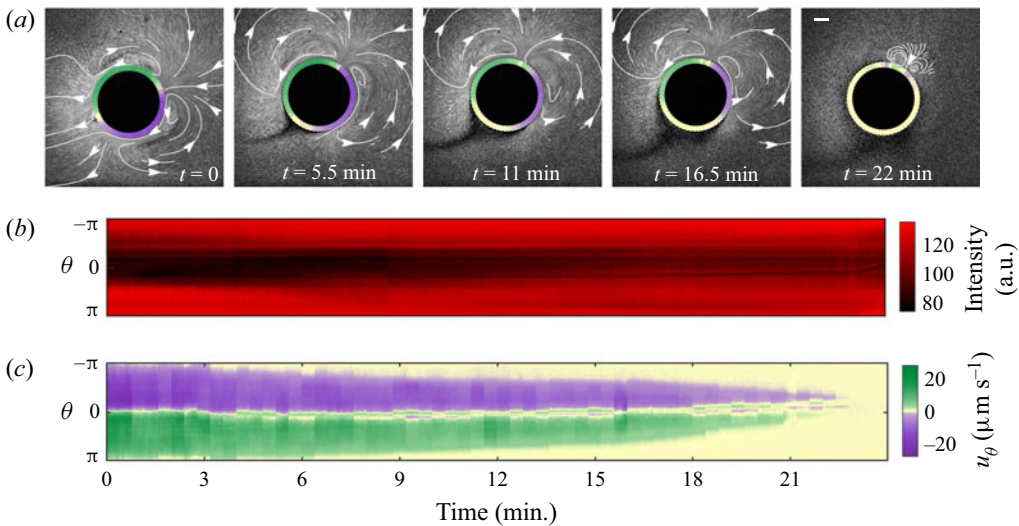 (a)
t = 0
t = 5.5 min
t = 11 min
t = 16.5 min
t = 22 min
(b)
−π
θ 0
π
120
100
80
Intensity
(a.u.)
(c)
−π
θ 0
π
0 3 6 9 12 15 18 21
Time (min.)
20
0
−20
uθ (μm s−1)